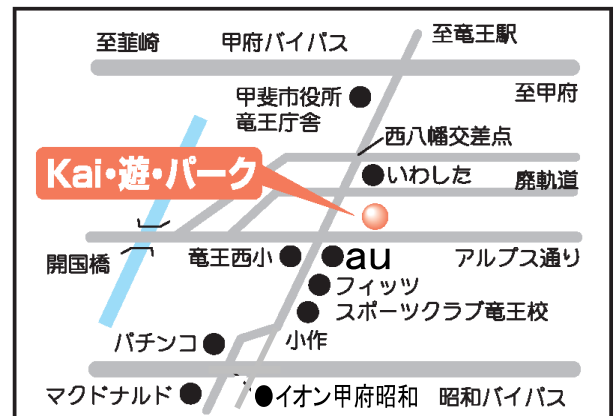 至韮崎
甲府バイパス
至竜王駅
甲斐市役所
竜王庁舎
至甲府
西八幡交差点
Kai・遊・パーク
いわした
廃軌道
開国橋
竜王西小
au
アルプス通り
フィッツ
スポーツクラブ竜王校
パチンコ
小作
マクドナルド
イオン甲府昭和
昭和バイパス